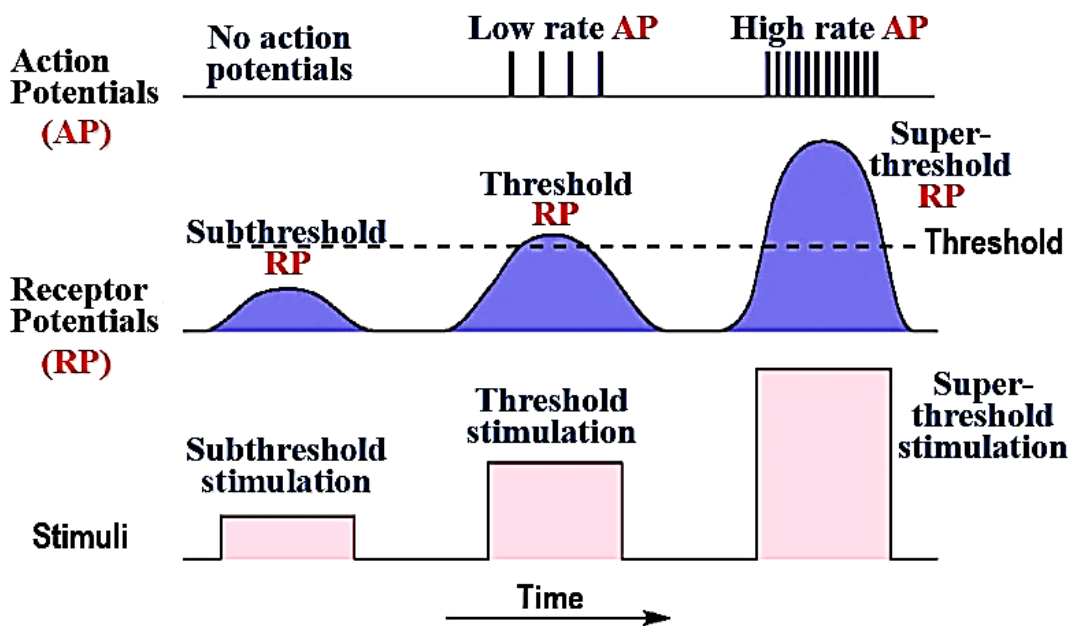 No action
potentials
Low rate AP
High rate AP
Action
Potentials
(AP)
Super-
threshold
RP
Threshold
RP
Subthreshold
RP
Threshold
Receptor
Potentials
(RP)
Super-
threshold
stimulation
Threshold
stimulation
Subthreshold
stimulation
Stimuli
Time